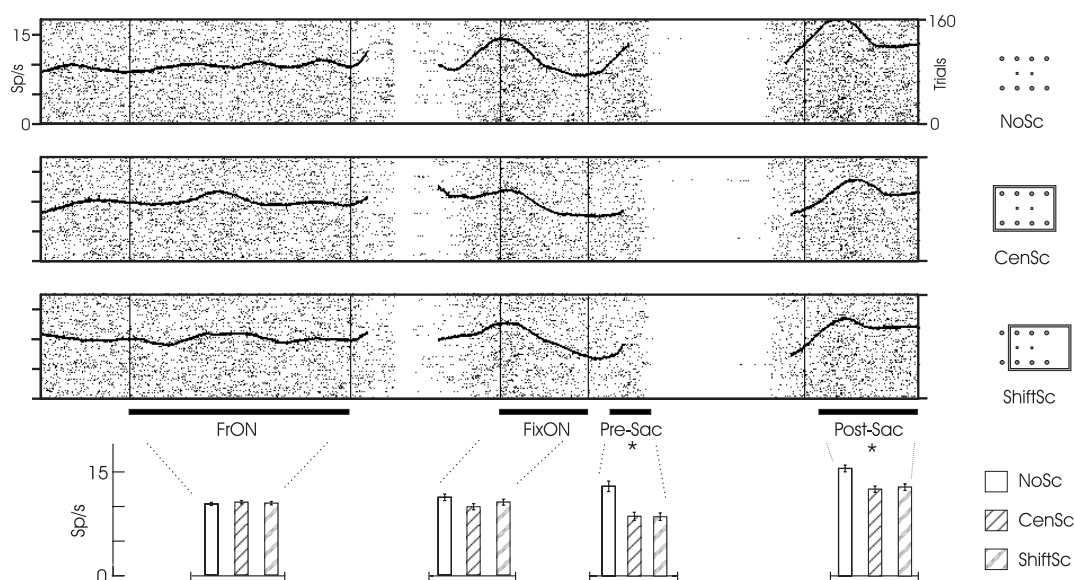 15
Sp/s
0
160
Trials
0
NoSc
CenSc
ShiftSc
FrON
FixON
Pre-Sac
Post-Sac
*
*
15
Sp/s
0
NoSc
CenSc
ShiftSc